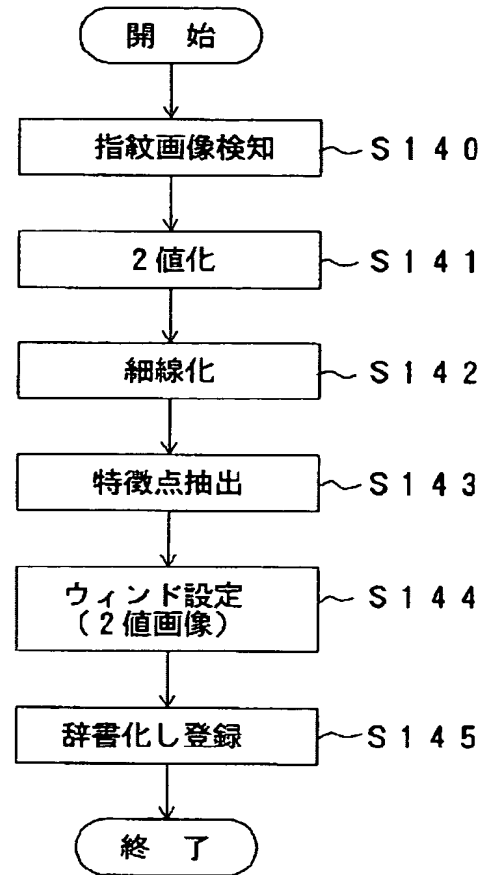 開 始
指紋画像検知 S140
2値化 S141
細線化 S142
特徴点抽出 S143
ウィンド設定 S144
(2値画像)
辞書化し登録 S145
終 了